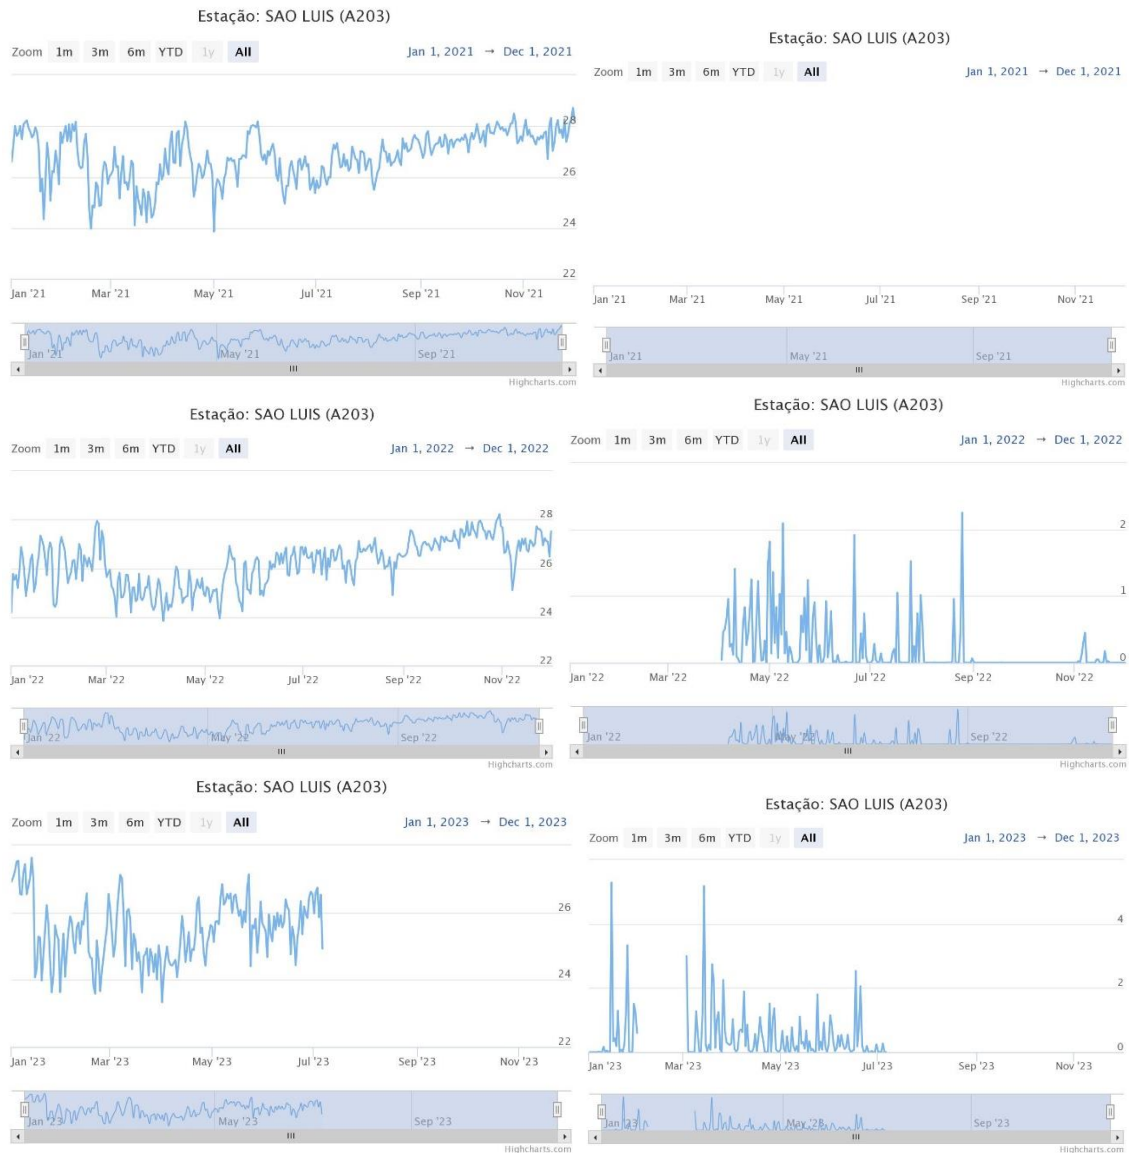 Estação: SAO LUIS (A203)
Zoom 1m 3m 6m YTD 1y All Jan 1, 2021 → Dec 1, 2021
28
26
24
22
Jan '21 Mar '21 May '21 Jul '21 Sep '21 Nov '21
Jan '21 May '21 Sep '21
Highcharts.com
Estação: SAO LUIS (A203)
Zoom 1m 3m 6m YTD 1y All Jan 1, 2021 → Dec 1, 2021
Jan '21 Mar '21 May '21 Jul '21 Sep '21 Nov '21
Jan '21 May '21 Sep '21
Highcharts.com
Estação: SAO LUIS (A203)
Zoom 1m 3m 6m YTD 1y All Jan 1, 2022 → Dec 1, 2022
28
26
24
22
Jan '22 Mar '22 May '22 Jul '22 Sep '22 Nov '22
Jan '22 May '22 Sep '22
Highcharts.com
Estação: SAO LUIS (A203)
Zoom 1m 3m 6m YTD 1y All Jan 1, 2022 → Dec 1, 2022
2
1
0
Jan '22 Mar '22 May '22 Jul '22 Sep '22 Nov '22
Jan '22 May '22 Sep '22
Highcharts.com
Estação: SAO LUIS (A203)
Zoom 1m 3m 6m YTD 1y All Jan 1, 2023 → Dec 1, 2023
26
24
22
Jan '23 Mar '23 May '23 Jul '23 Sep '23 Nov '23
Jan '23 May '23 Sep '23
Highcharts.com
Estação: SAO LUIS (A203)
Zoom 1m 3m 6m YTD 1y All Jan 1, 2023 → Dec 1, 2023
4
2
0
Jan '23 Mar '23 May '23 Jul '23 Sep '23 Nov '23
Jan '23 May '23 Sep '23
Highcharts.com